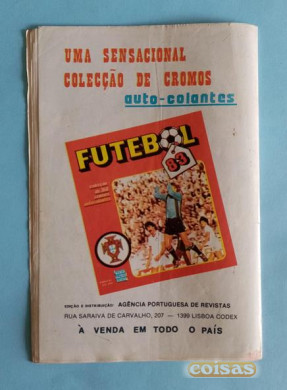 UMA SENSACIONAL
COLECÇÃO DE CROMOS
auto-colantes
FUTEBOL
83
EDIÇÃO E DISTRIBUIÇÃO: AGÊNCIA PORTUGUESA DE REVISTAS
RUA SARAIVA DE CARVALHO, 207 — 1399 LISBOA CODEX
À VENDA EM TODO O PAÍS
coisas